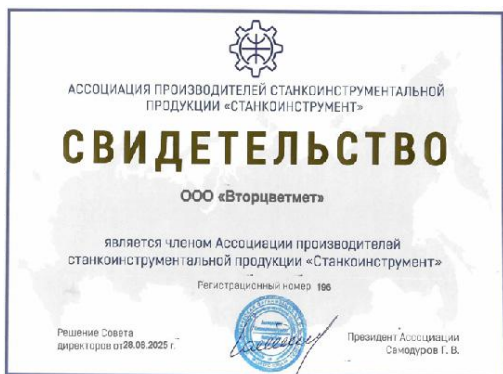 АССОЦИАЦИЯ ПРОИЗВОДИТЕЛЕЙ СТАНКОИНСТРУМЕНТАЛЬНОЙ
ПРОДУКЦИИ «СТАНКОИНСТРУМЕНТ»
СВИДЕТЕЛЬСТВО
ООО «Вторцветмет»
является членом Ассоциации производителей
станкоинструментальной продукции «Станкоинструмент»
Регистрационный номер 196
Решение Совета
директоров от 28.08.2025 г.
Президент Ассоциации
Самодуров Г. В.